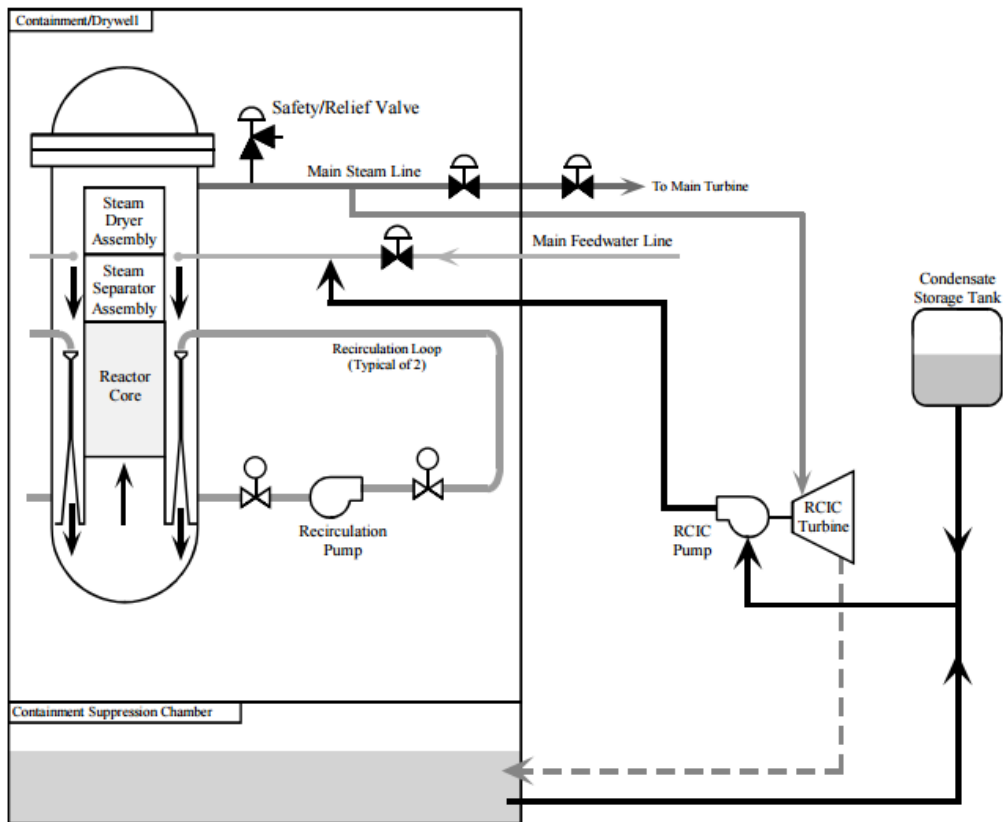 Containment/Drywell
Safety/Relief Valve
Main Steam Line
To Main Turbine
Steam
Dryer
Assembly
Main Feedwater Line
Steam
Separator
Assembly
Condensate
Storage Tank
Recirculation Loop
(Typical of 2)
Reactor
Core
RCIC
Turbine
Recirculation
Pump
RCIC
Pump
Containment Suppression Chamber